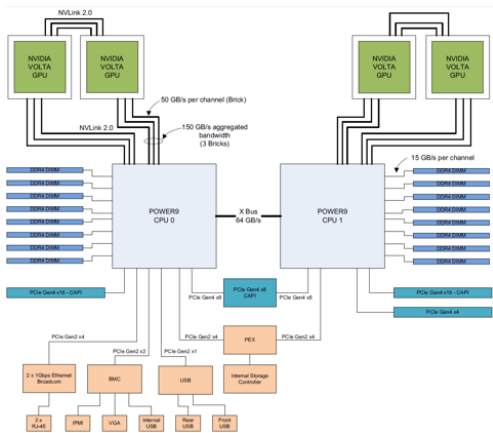 NVLink 2.0
NVIDIA
VOLTA
GPU
NVIDIA
VOLTA
GPU
NVIDIA
VOLTA
GPU
NVIDIA
VOLTA
GPU
50 GB/s per channel (Brick)
NVLink 2.0
150 GB/s aggregated
bandwidth
(3 Bricks)
15 GB/s per channel
DDR4 DIMM
DDR4 DIMM
DDR4 DIMM
DDR4 DIMM
DDR4 DIMM
DDR4 DIMM
DDR4 DIMM
DDR4 DIMM
POWER9
CPU 0
X Bus
64 GB/s
POWER9
CPU 1
DDR4 DIMM
DDR4 DIMM
DDR4 DIMM
DDR4 DIMM
DDR4 DIMM
DDR4 DIMM
DDR4 DIMM
DDR4 DIMM
PCIe Gen4 x16 - CAPI
PCIe Gen4 x8
PCIe Gen4 x8
CAPI
PCIe Gen4 x8
PCIe Gen4 x16 - CAPI
PCIe Gen4 x4
PCIe Gen2 x4
PCIe Gen2 x2
PCIe Gen2 x1
PCIe Gen2 x4
PEX
PCIe Gen2 x4
2 x 1Gbps Ethernet
Broadcom
BMC
USB
Internal Storage
Controller
2 x
RJ-45
IPMI
VGA
Internal
USB
Rear
USB
Front
USB